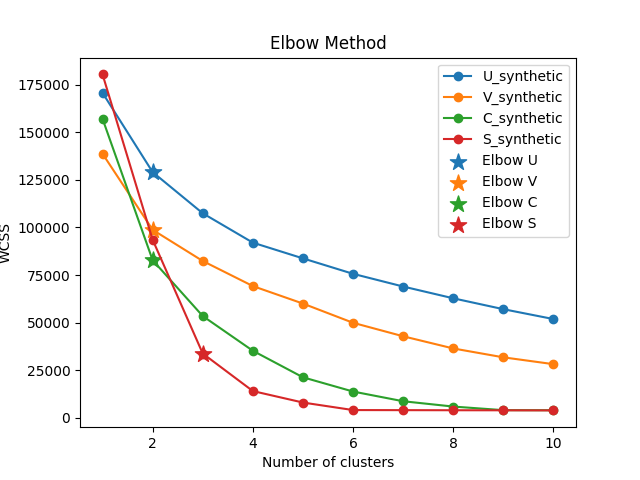 Elbow Method
WCSS
175000
150000
125000
100000
75000
50000
25000
0
2
4
6
8
10
Number of clusters
U_synthetic
V_synthetic
C_synthetic
S_synthetic
Elbow U
Elbow V
Elbow C
Elbow S